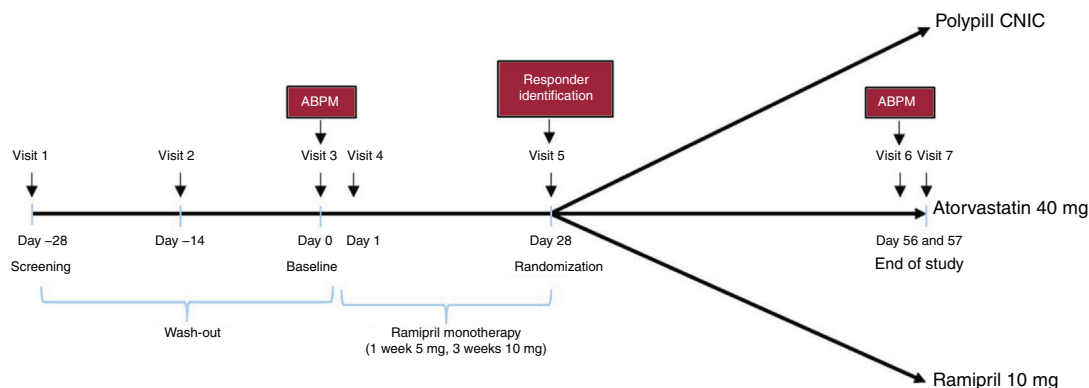 Polypill CNIC
Responder
identification
ABPM
ABPM
Visit 1
Visit 2
Visit 3
Visit 4
Visit 5
Visit 6
Visit 7
Atorvastatin 40 mg
Day −28
Day −14
Day 0
Day 1
Day 28
Day 56 and 57
Screening
Baseline
Randomization
End of study
Wash-out
Ramipril monotherapy
(1 week 5 mg, 3 weeks 10 mg)
Ramipril 10 mg